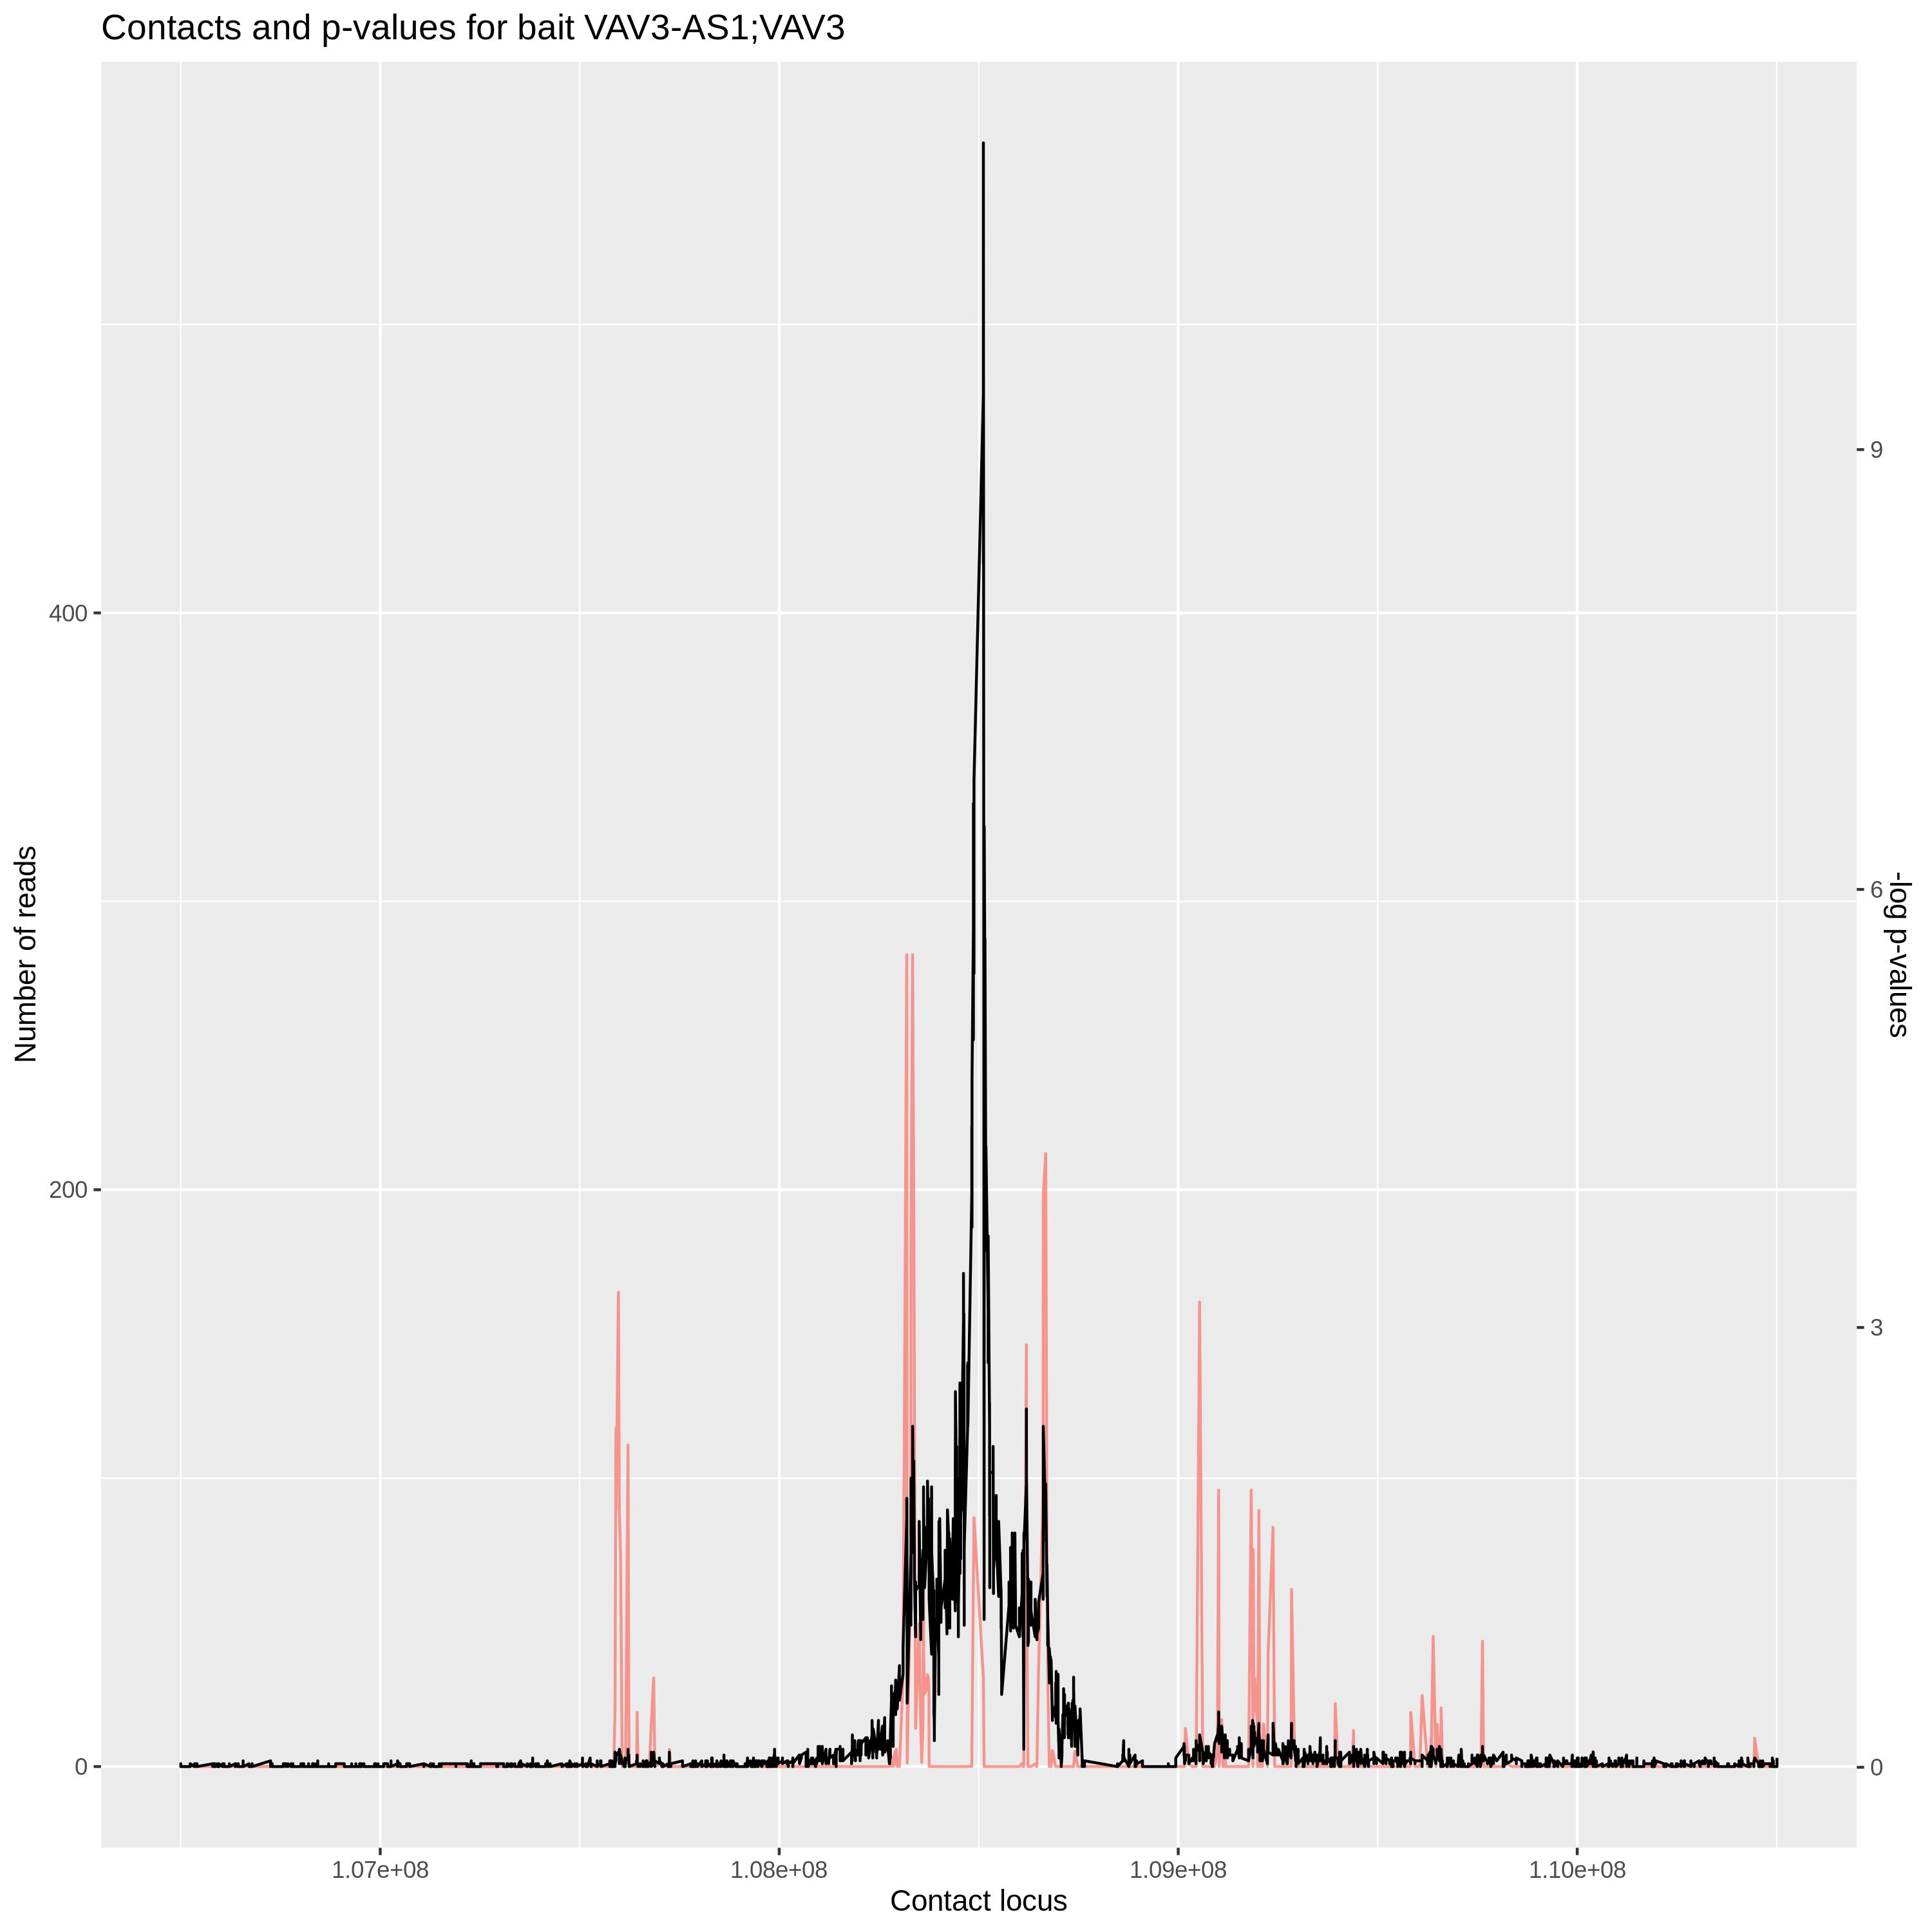 Contacts and p-values for bait VAV3-AS1;VAV3
Number of reads
400
200
0
9
6
3
0
-log p-values
1.07e+08
1.08e+08
1.09e+08
1.10e+08
Contact locus